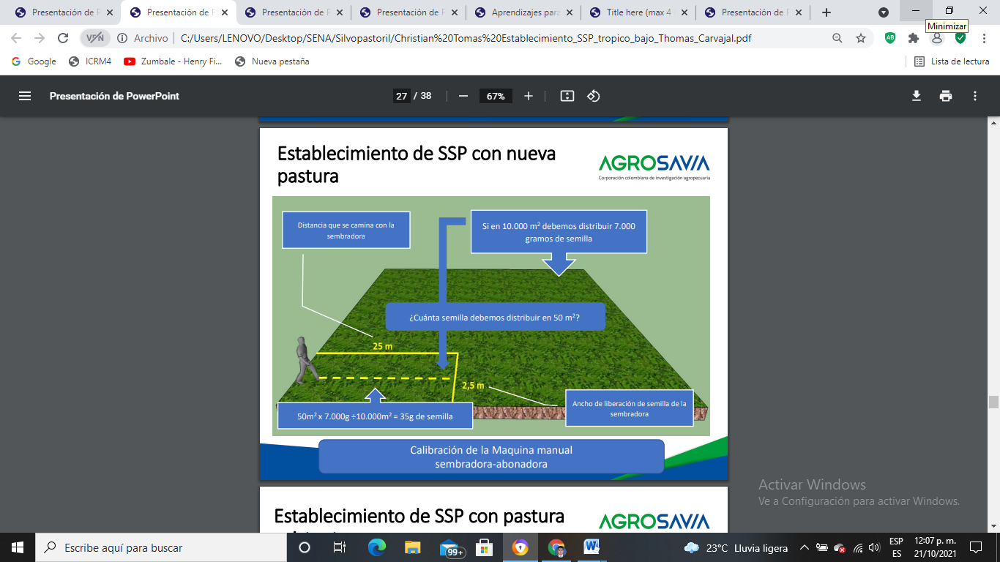 Presentación de P
Presentación de P
Presentación de P
Presentación de P
Aprendizajes para
Title here (max 4
Presentación de P
Minimizar
VPN
Archivo
C:/Users/LENOVO/Desktop/SENA/Silvopastoril/Christian%20Tomas%20Establecimiento_SSP_tropico_bajo_Thomas_Carvajal.pdf
Google
ICRM4
Zumbale - Henry Fi...
Nueva pestaña
Lista de lectura
Presentación de PowerPoint
27 / 38
67%
Establecimiento de SSP con nueva
pastura
AGROSAVIA
Corporación colombiana de investigación agropecuaria
Distancia que se camina con la
sembradora
Si en 10.000 m² debemos distribuir 7.000
gramos de semilla
¿Cuánta semilla debemos distribuir en 50 m²?
25 m
2,5 m
Ancho de liberación de semilla de la
sembradora
50m² x 7.000g ÷10.000m² = 35g de semilla
Calibración de la Maquina manual
sembradora-abonadora
Activar Windows
Ve a Configuración para activar Windows.
Establecimiento de SSP con pastura
AGROSAVIA
Escribe aquí para buscar
99+
23°C Lluvia ligera
ESP
ES
12:07 p. m.
21/10/2021